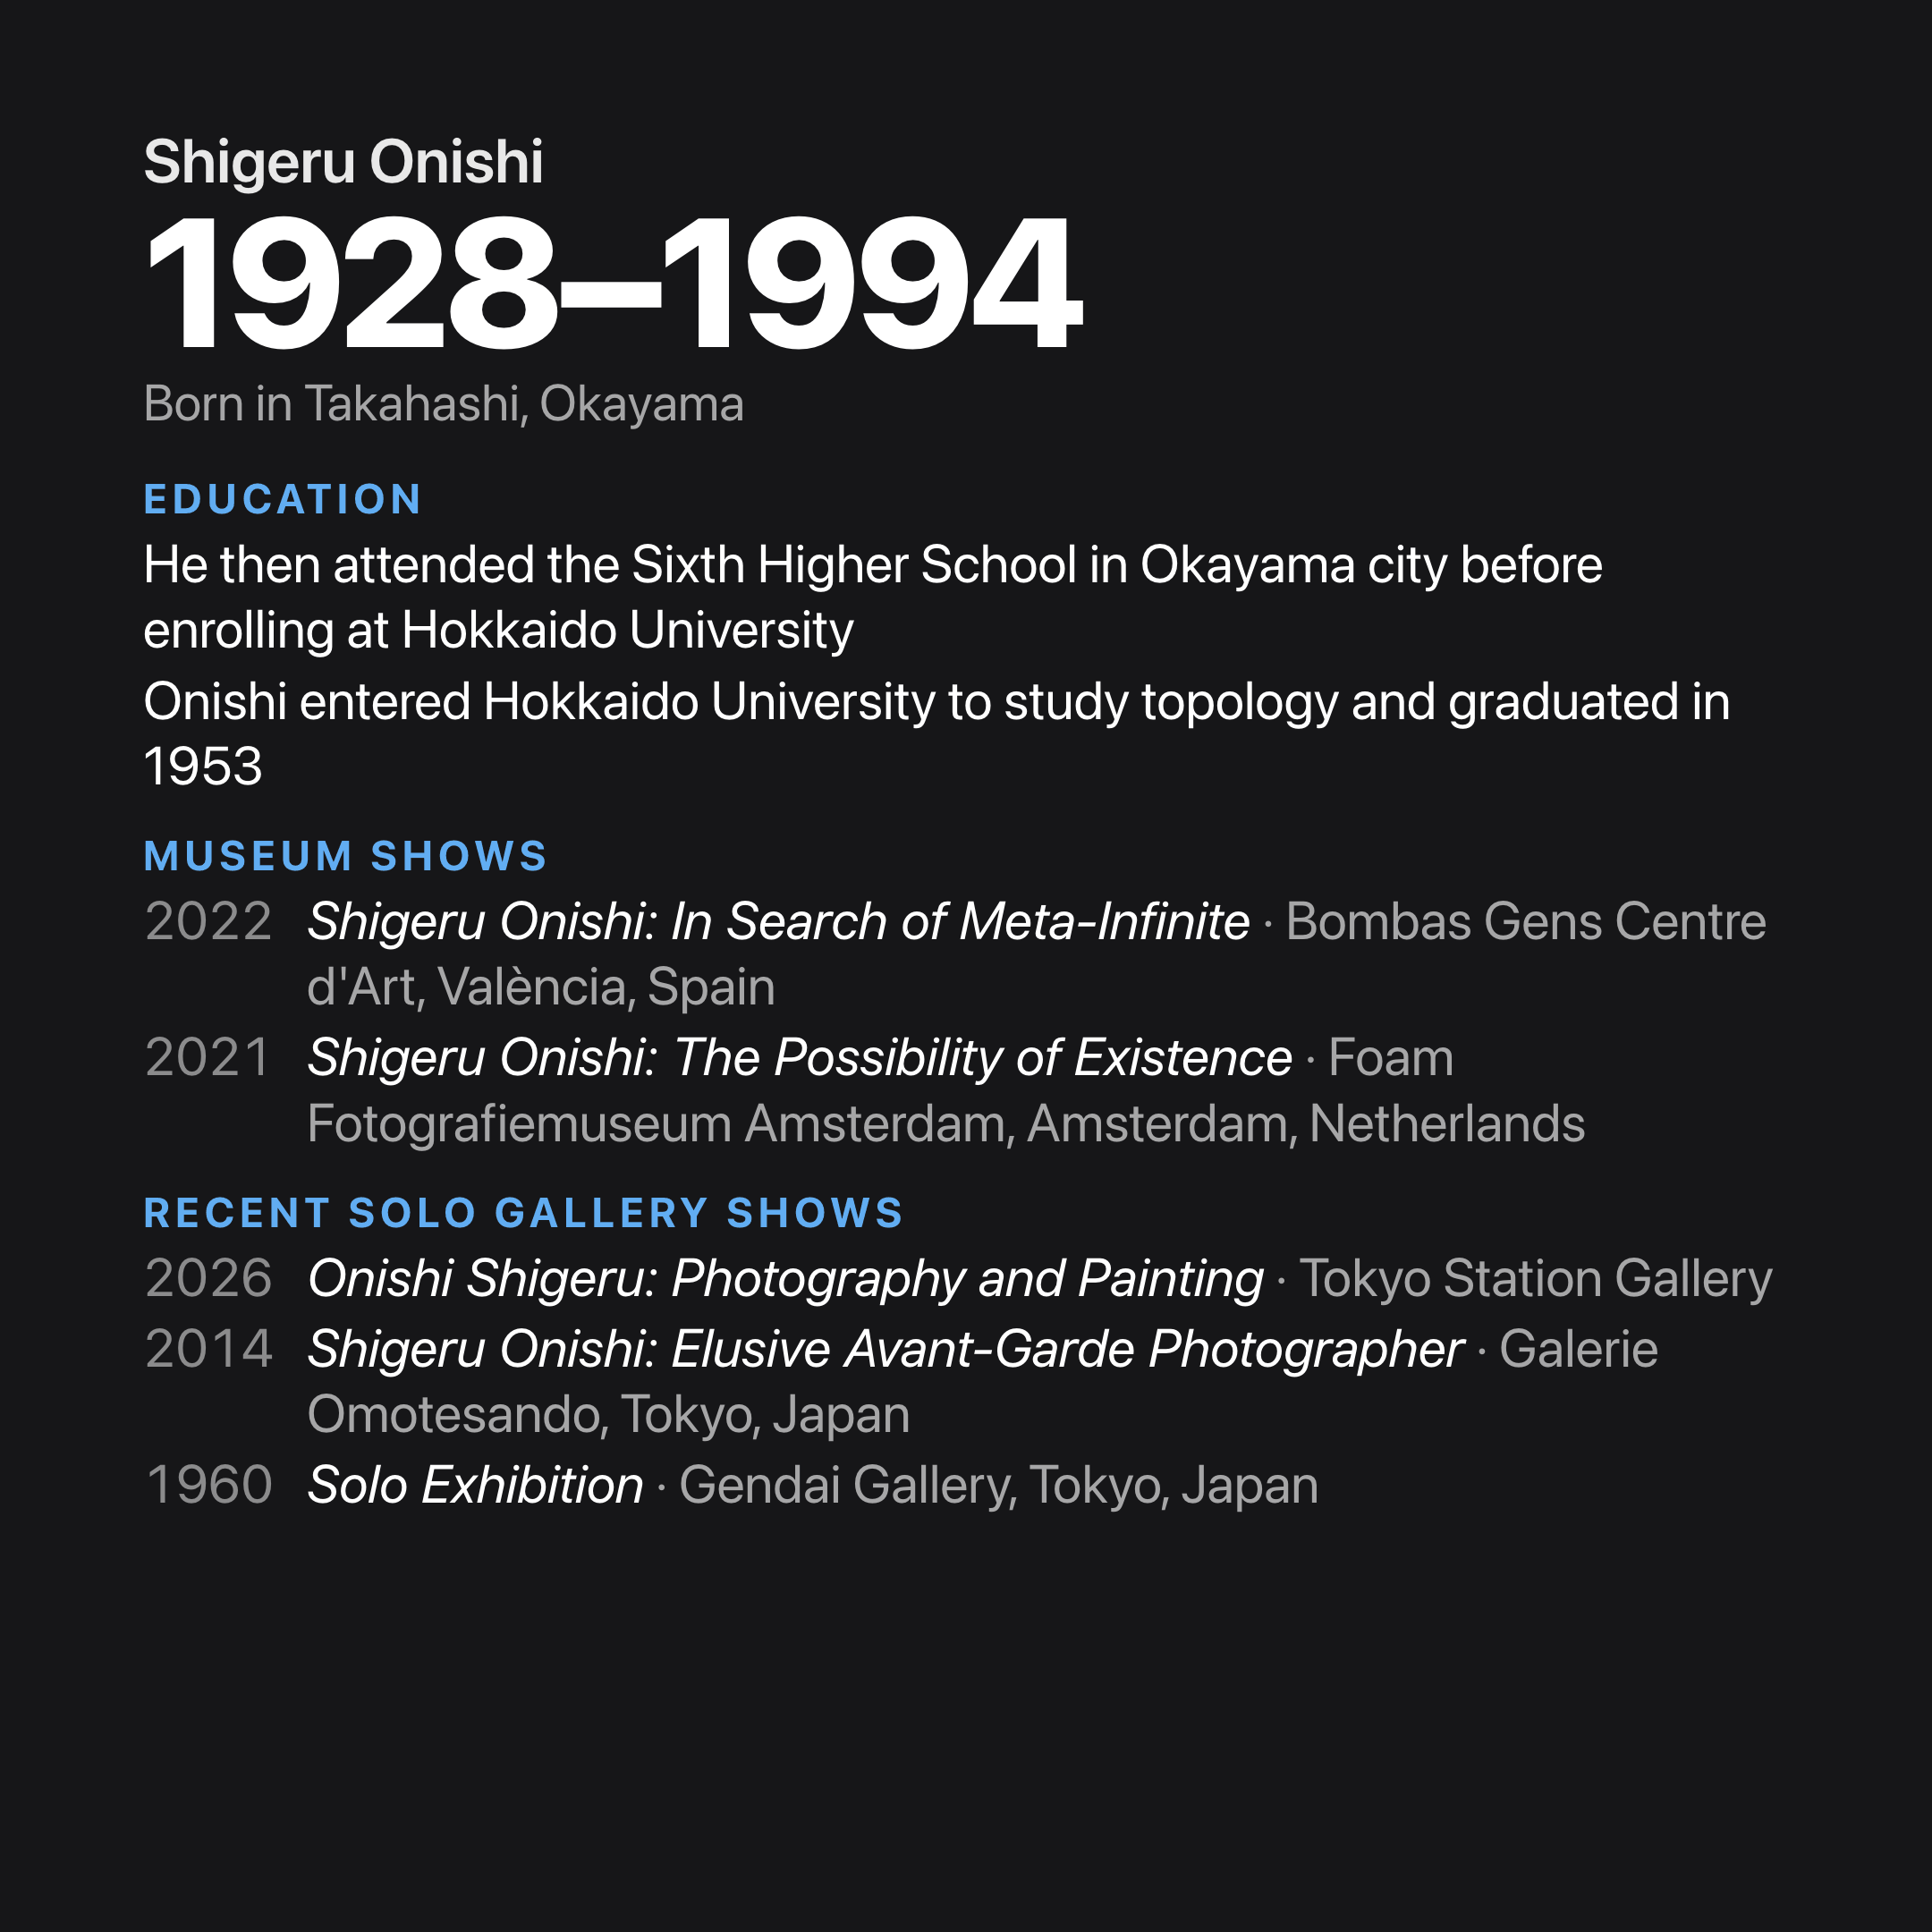 Shigeru Onishi
1928–1994
Born in Takahashi, Okayama
EDUCATION
He then attended the Sixth Higher School in Okayama city before
enrolling at Hokkaido University
Onishi entered Hokkaido University to study topology and graduated in
1953
MUSEUM SHOWS
2022 Shigeru Onishi: In Search of Meta-Infinite · Bombas Gens Centre
d'Art, València, Spain
2021 Shigeru Onishi: The Possibility of Existence · Foam
Fotografiemuseum Amsterdam, Amsterdam, Netherlands
RECENT SOLO GALLERY SHOWS
2026 Onishi Shigeru: Photography and Painting · Tokyo Station Gallery
2014 Shigeru Onishi: Elusive Avant-Garde Photographer · Galerie
Omotesando, Tokyo, Japan
1960 Solo Exhibition · Gendai Gallery, Tokyo, Japan